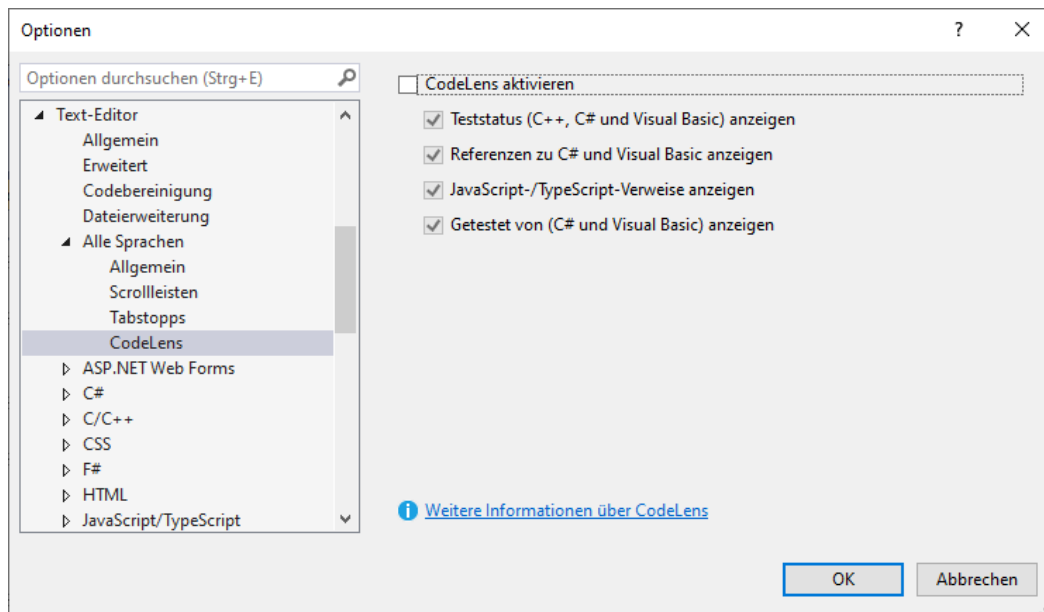 Optionen
Optionen durchsuchen (Strg+E)
Text-Editor
Allgemein
Erweitert
Codebereinigung
Dateierweiterung
Alle Sprachen
Allgemein
Scrollleisten
Tabstopps
CodeLens
ASP.NET Web Forms
C#
C/C++
CSS
F#
HTML
JavaScript/TypeScript
CodeLens aktivieren
Teststatus (C++, C# und Visual Basic) anzeigen
Referenzen zu C# und Visual Basic anzeigen
JavaScript-/TypeScript-Verweise anzeigen
Getestet von (C# und Visual Basic) anzeigen
Weitere Informationen über CodeLens
OK
Abbrechen